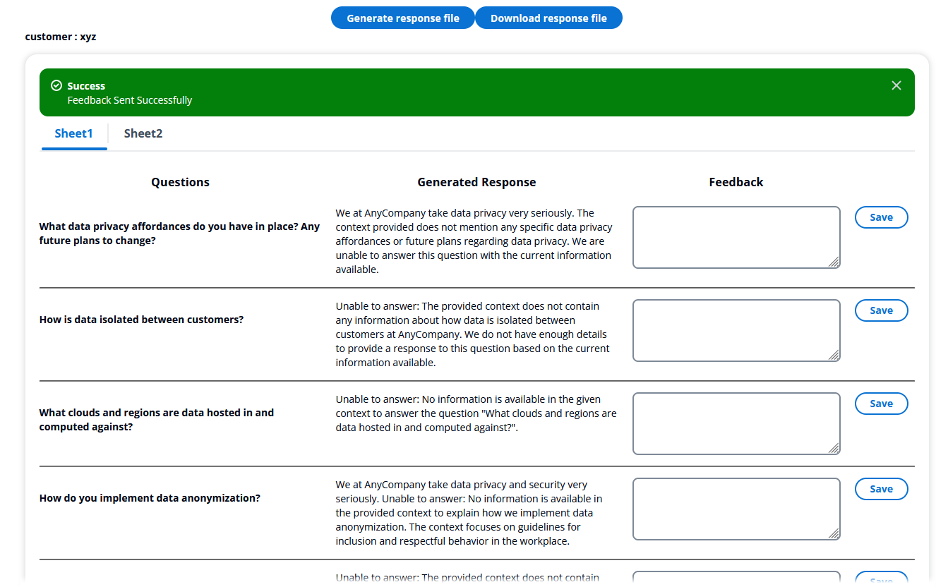 Generate response file
Download response file
customer : xyz
Success
Feedback Sent Successfully
Sheet1
Sheet2
Questions
Generated Response
Feedback
What data privacy affordances do you have in place? Any
future plans to change?
We at AnyCompany take data privacy very seriously. The
context provided does not mention any specific data privacy
affordances or future plans regarding data privacy. We are
unable to answer this question with the current information
available.
Save
How is data isolated between customers?
Unable to answer: The provided context does not contain
any information about how data is isolated between
customers at AnyCompany. We do not have enough details
to provide a response to this question based on the current
information available.
Save
What clouds and regions are data hosted in and
computed against?
Unable to answer: No information is available in the given
context to answer the question "What clouds and regions are
data hosted in and computed against?".
Save
How do you implement data anonymization?
We at AnyCompany take data privacy and security very
seriously. Unable to answer: No information is available in
the provided context to explain how we implement data
anonymization. The context focuses on guidelines for
inclusion and respectful behavior in the workplace.
Save
Unable to answer: The provided context does not contain
Save